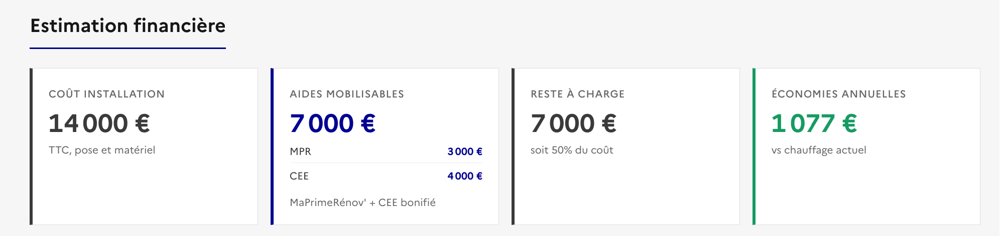 Estimation financière
COÛT INSTALLATION
14 000 €
TTC, pose et matériel
AIDES MOBILISABLES
7 000 €
MPR 3 000 €
CEE 4 000 €
MaPrimeRénov' + CEE bonifié
RESTE À CHARGE
7 000 €
soit 50% du coût
ÉCONOMIES ANNUELLES
1 077 €
vs chauffage actuel